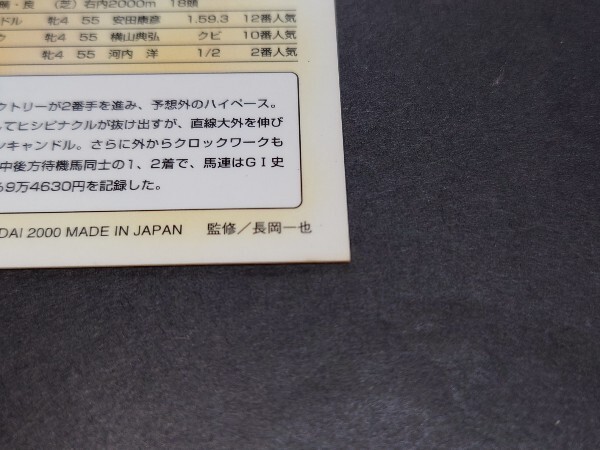 ・良 （芝）右内2000m 18頭
ドル 牝4 55 安田康彦 1.59.3 12番人気
ク 牝4 55 横山典弘 クビ 10番人気
牝4 55 河内 洋 1/2 2番人気
クトリーが2番手を進み、予想外のハイペース。
てヒシピナクルが抜け出すが、直線大外を伸び
ンキャンドル。さらに外からクロックワークも
中後方待機馬同士の1、2着で、馬連はGⅠ史
9万4630円を記録した。
DAI 2000 MADE IN JAPAN 監修／長岡一也